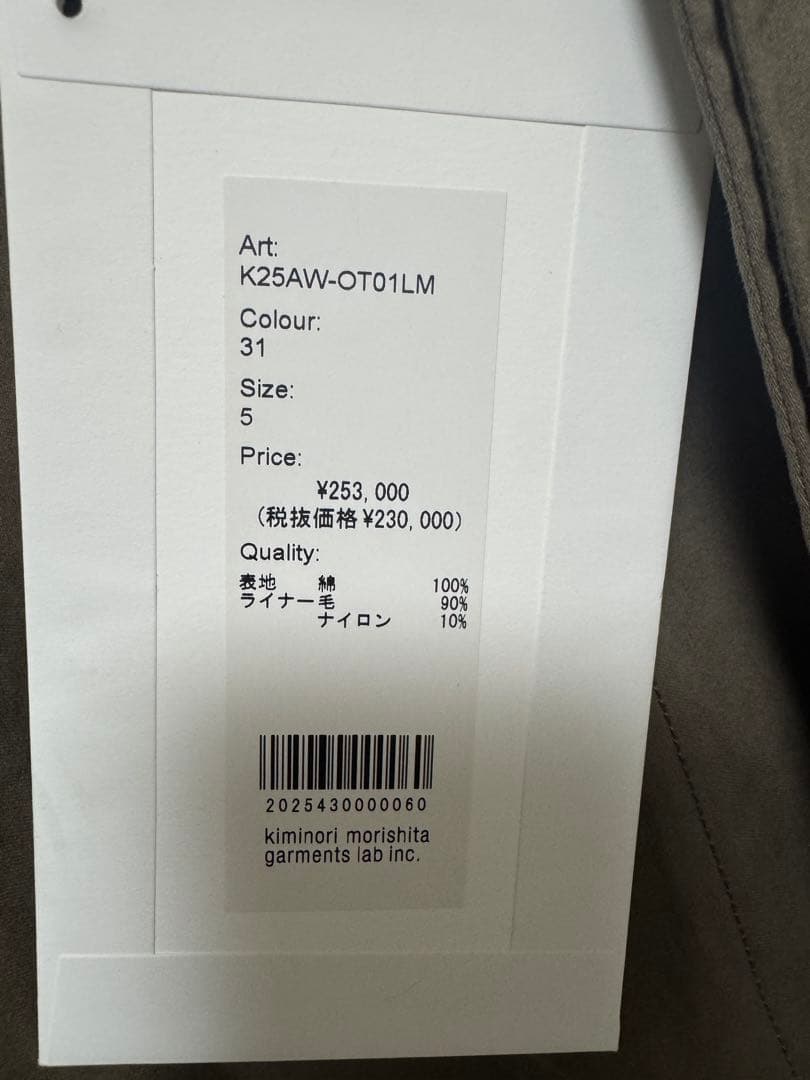 Art:
K25AW-OT01LM
Colour:
31
Size:
5
Price:
¥253,000
(税抜価格¥230,000)
Quality:
表地 綿 100%
ライナー毛 90%
ナイロン 10%
2025430000060
kiminori morishita
garments lab inc.